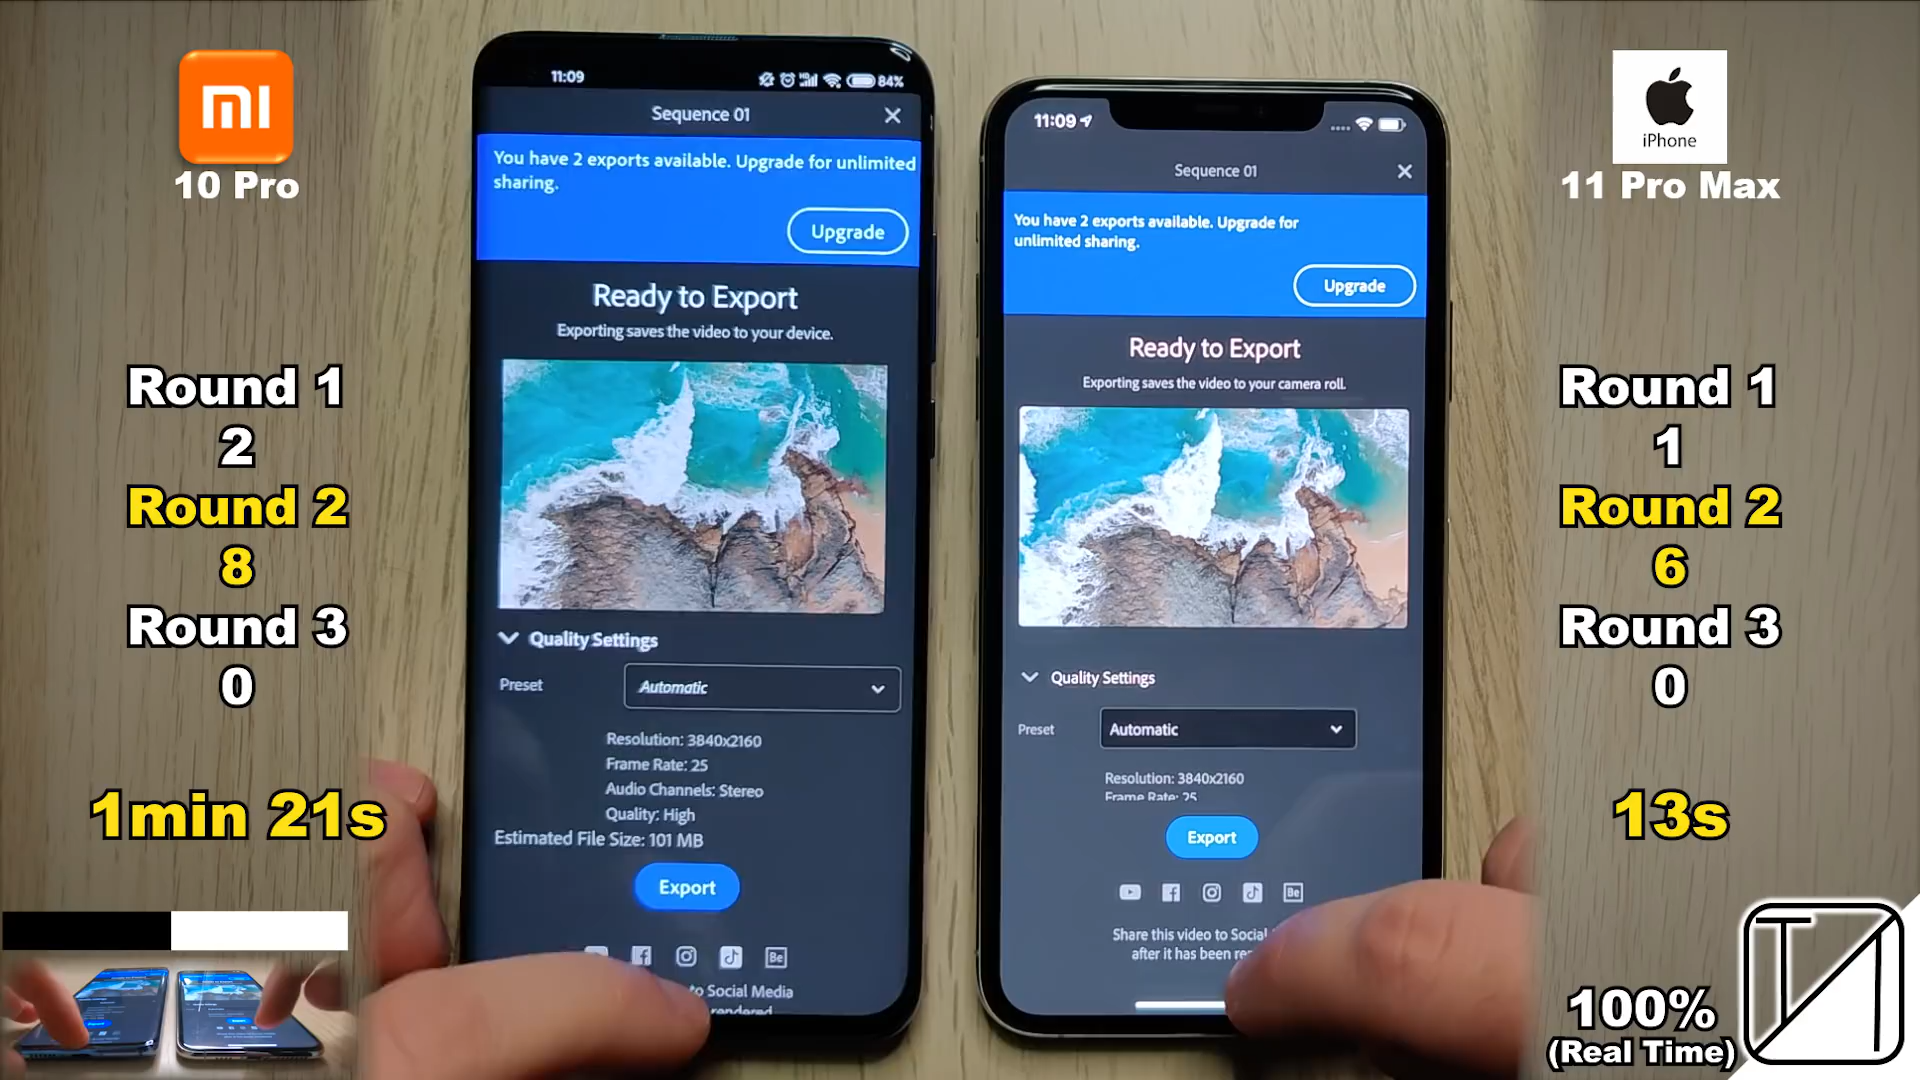 mi
10 Pro
Round 1
2
Round 2
8
Round 3
0
1min 21s
11:09
84%
Sequence 01
You have 2 exports available. Upgrade for unlimited
sharing.
Upgrade
Ready to Export
Exporting saves the video to your device.
Quality Settings
Preset
Automatic
Resolution: 3840x2160
Frame Rate: 25
Audio Channels: Stereo
Quality: High
Estimated File Size: 101 MB
Export
Bē
to Social Media
rendered
11:09
Sequence 01
You have 2 exports available. Upgrade for
unlimited sharing.
Upgrade
Ready to Export
Exporting saves the video to your camera roll.
Quality Settings
Preset
Automatic
Resolution: 3840x2160
Frame Rate: 25
Export
Bē
Share this video to Social
after it has been
iPhone
11 Pro Max
Round 1
1
Round 2
6
Round 3
0
13s
100%
(Real Time)